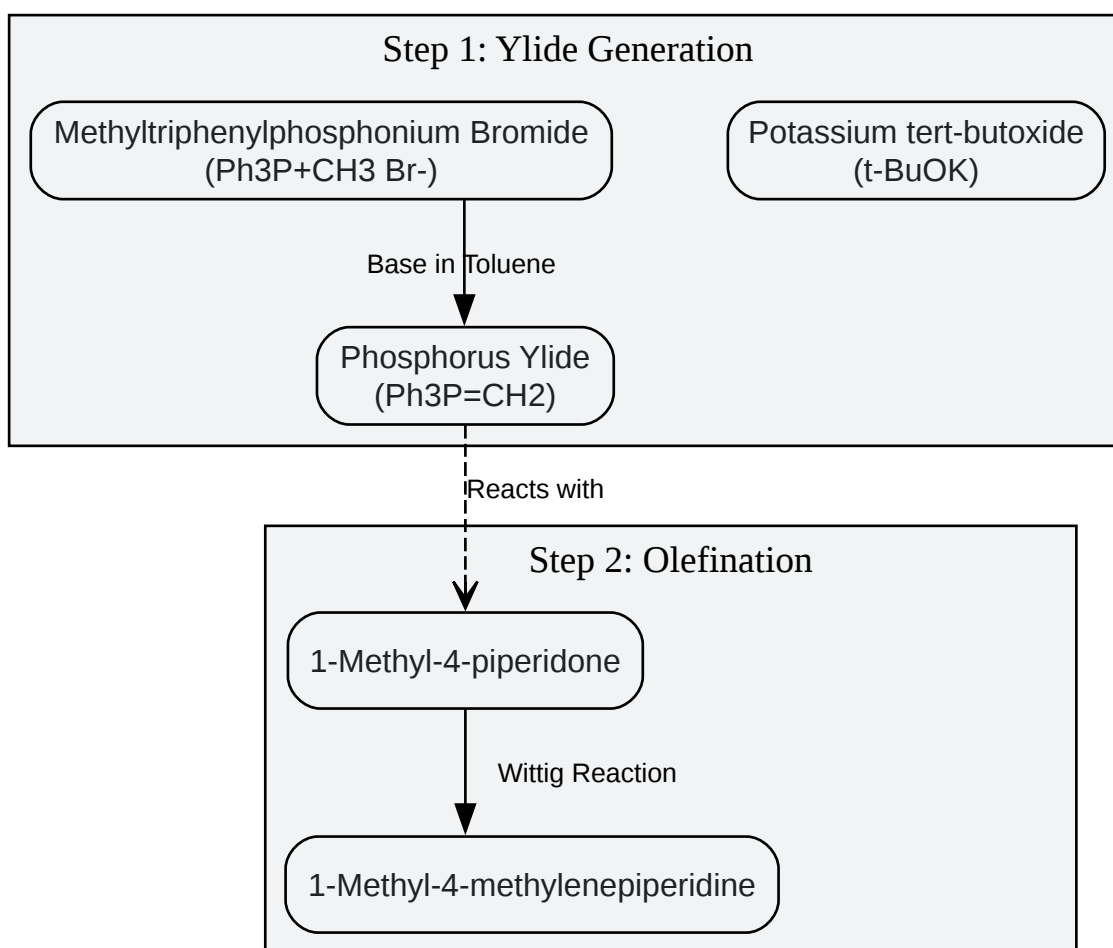 Step 1: Ylide Generation
Methyltriphenylphosphonium Bromide
(Ph3P+CH3 Br-)
Potassium tert-butoxide
(t-BuOK)
Base in Toluene
Phosphorus Ylide
(Ph3P=CH2)
Reacts with
Step 2: Olefination
1-Methyl-4-piperidone
Wittig Reaction
1-Methyl-4-methylenepiperidine